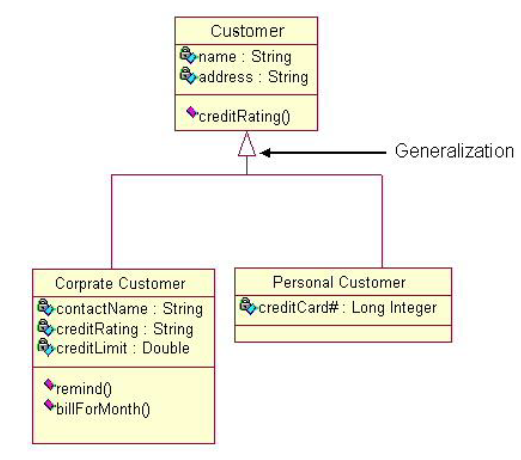 Customer
name : String
address : String
creditRating()
Generalization
Corprate Customer
contactName : String
creditRating : String
creditLimit : Double
remind()
billForMonth()
Personal Customer
creditCard# : Long Integer